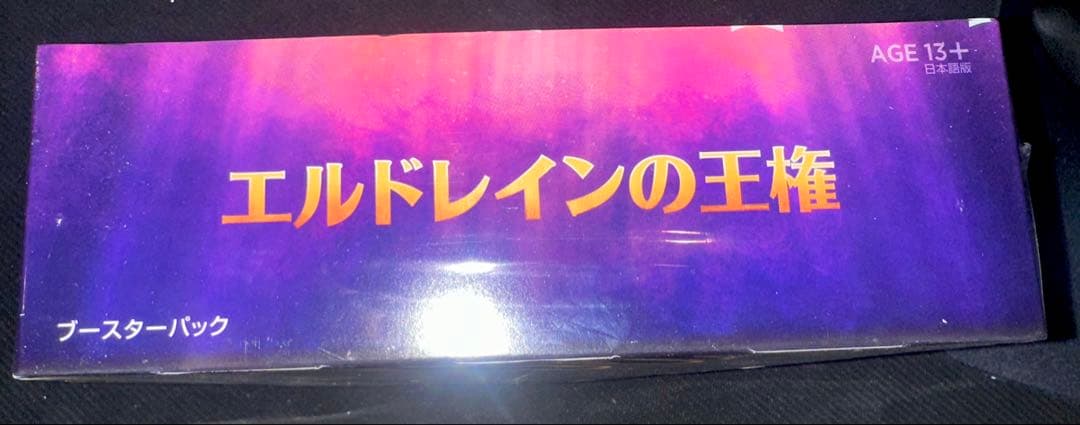 AGE 13+
日本語版
エルドレインの王権
ブースターパック